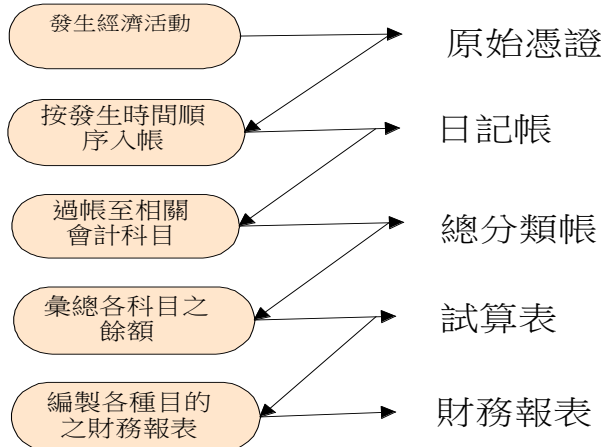 發生經濟活動
原始憑證
按發生時間順
序入帳
日記帳
過帳至相關
會計科目
總分類帳
彙總各科目之
餘額
試算表
編製各種目的
之財務報表
財務報表